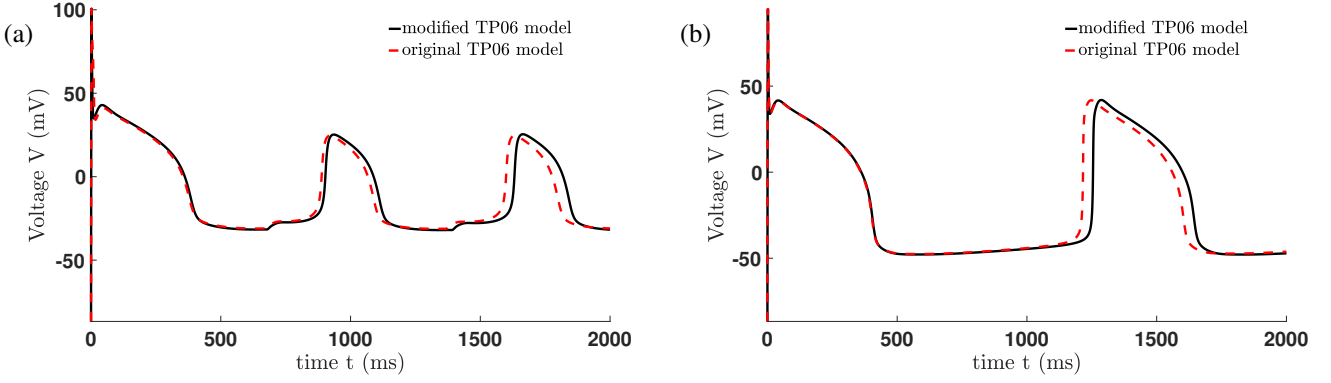 (a)
100
50
0
-50
Voltage V (mV)
modified TP06 model
original TP06 model
0
500
1000
1500
2000
time t (ms)
(b)
50
0
-50
Voltage V (mV)
modified TP06 model
original TP06 model
0
500
1000
1500
2000
time t (ms)